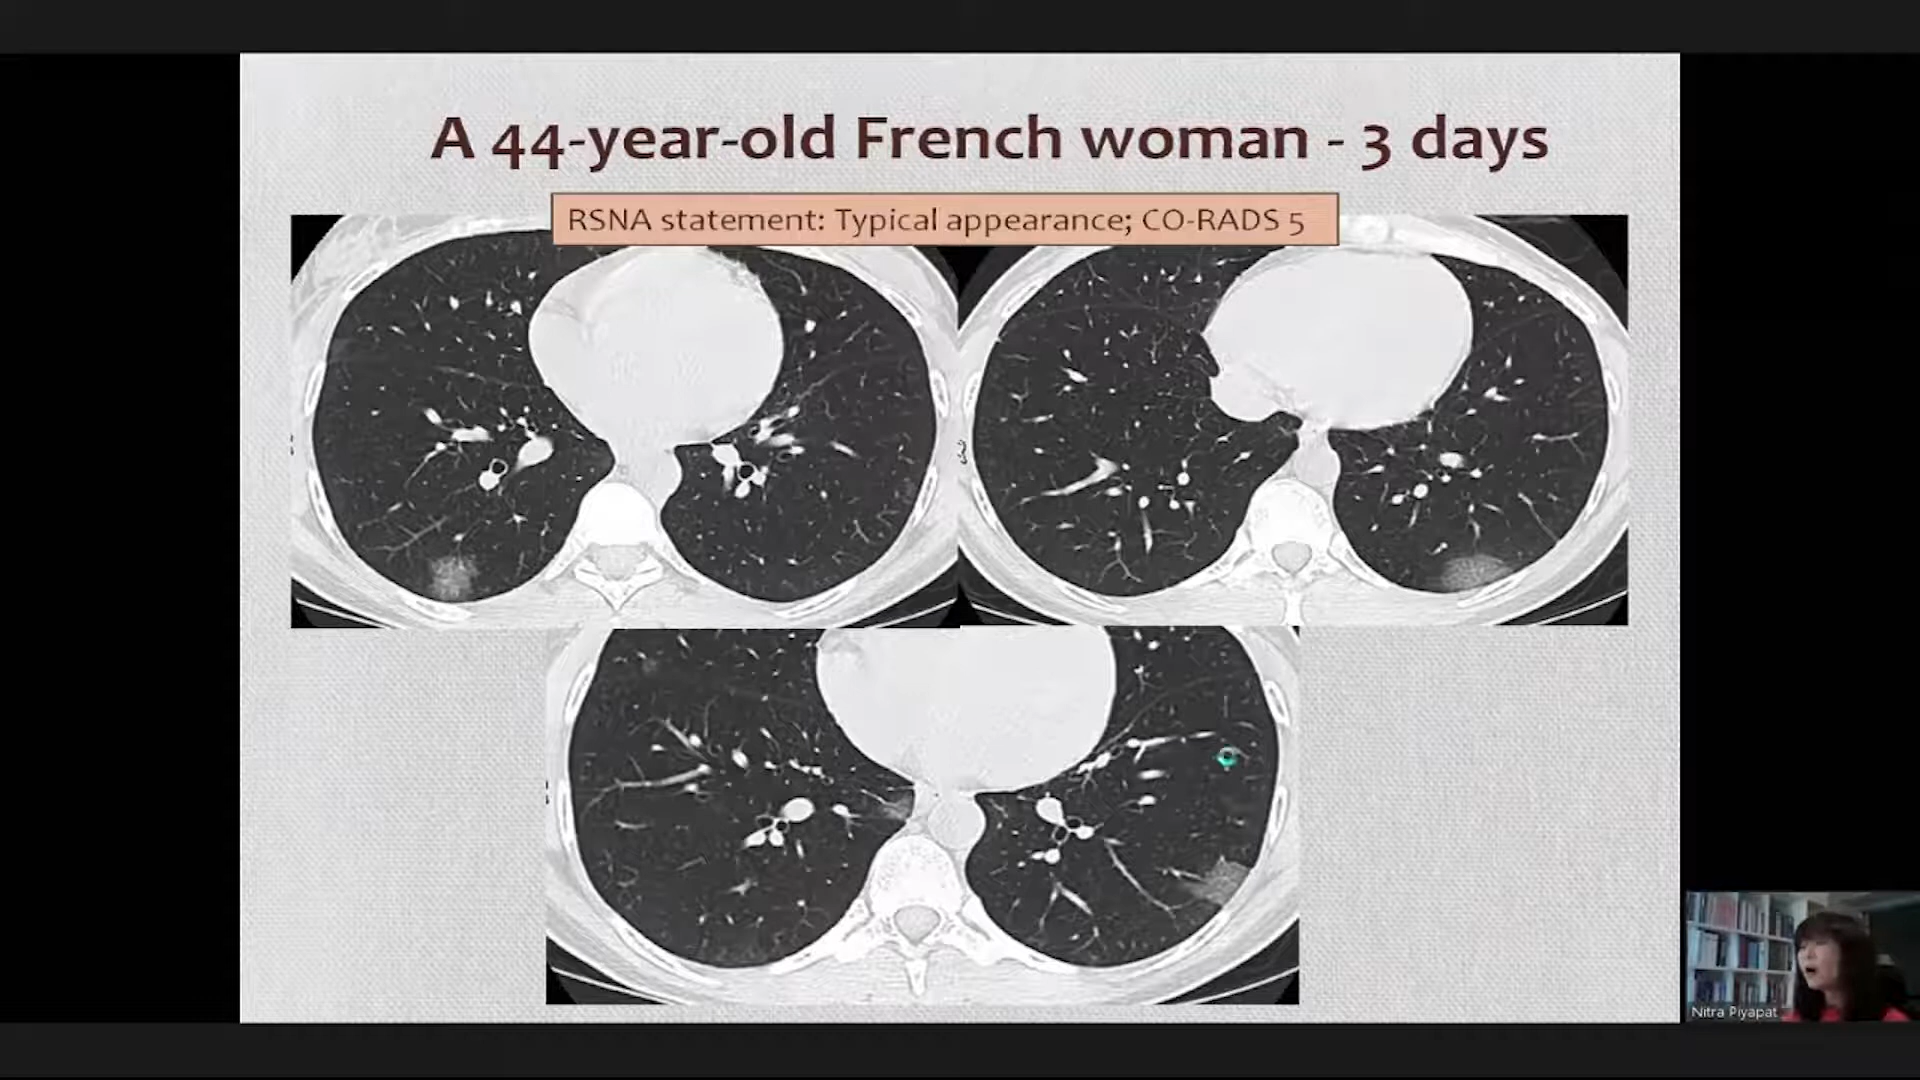 A 44-year-old French woman - 3 days
RSNA statement: Typical appearance; CO-RADS 5
Nitra Piyapat